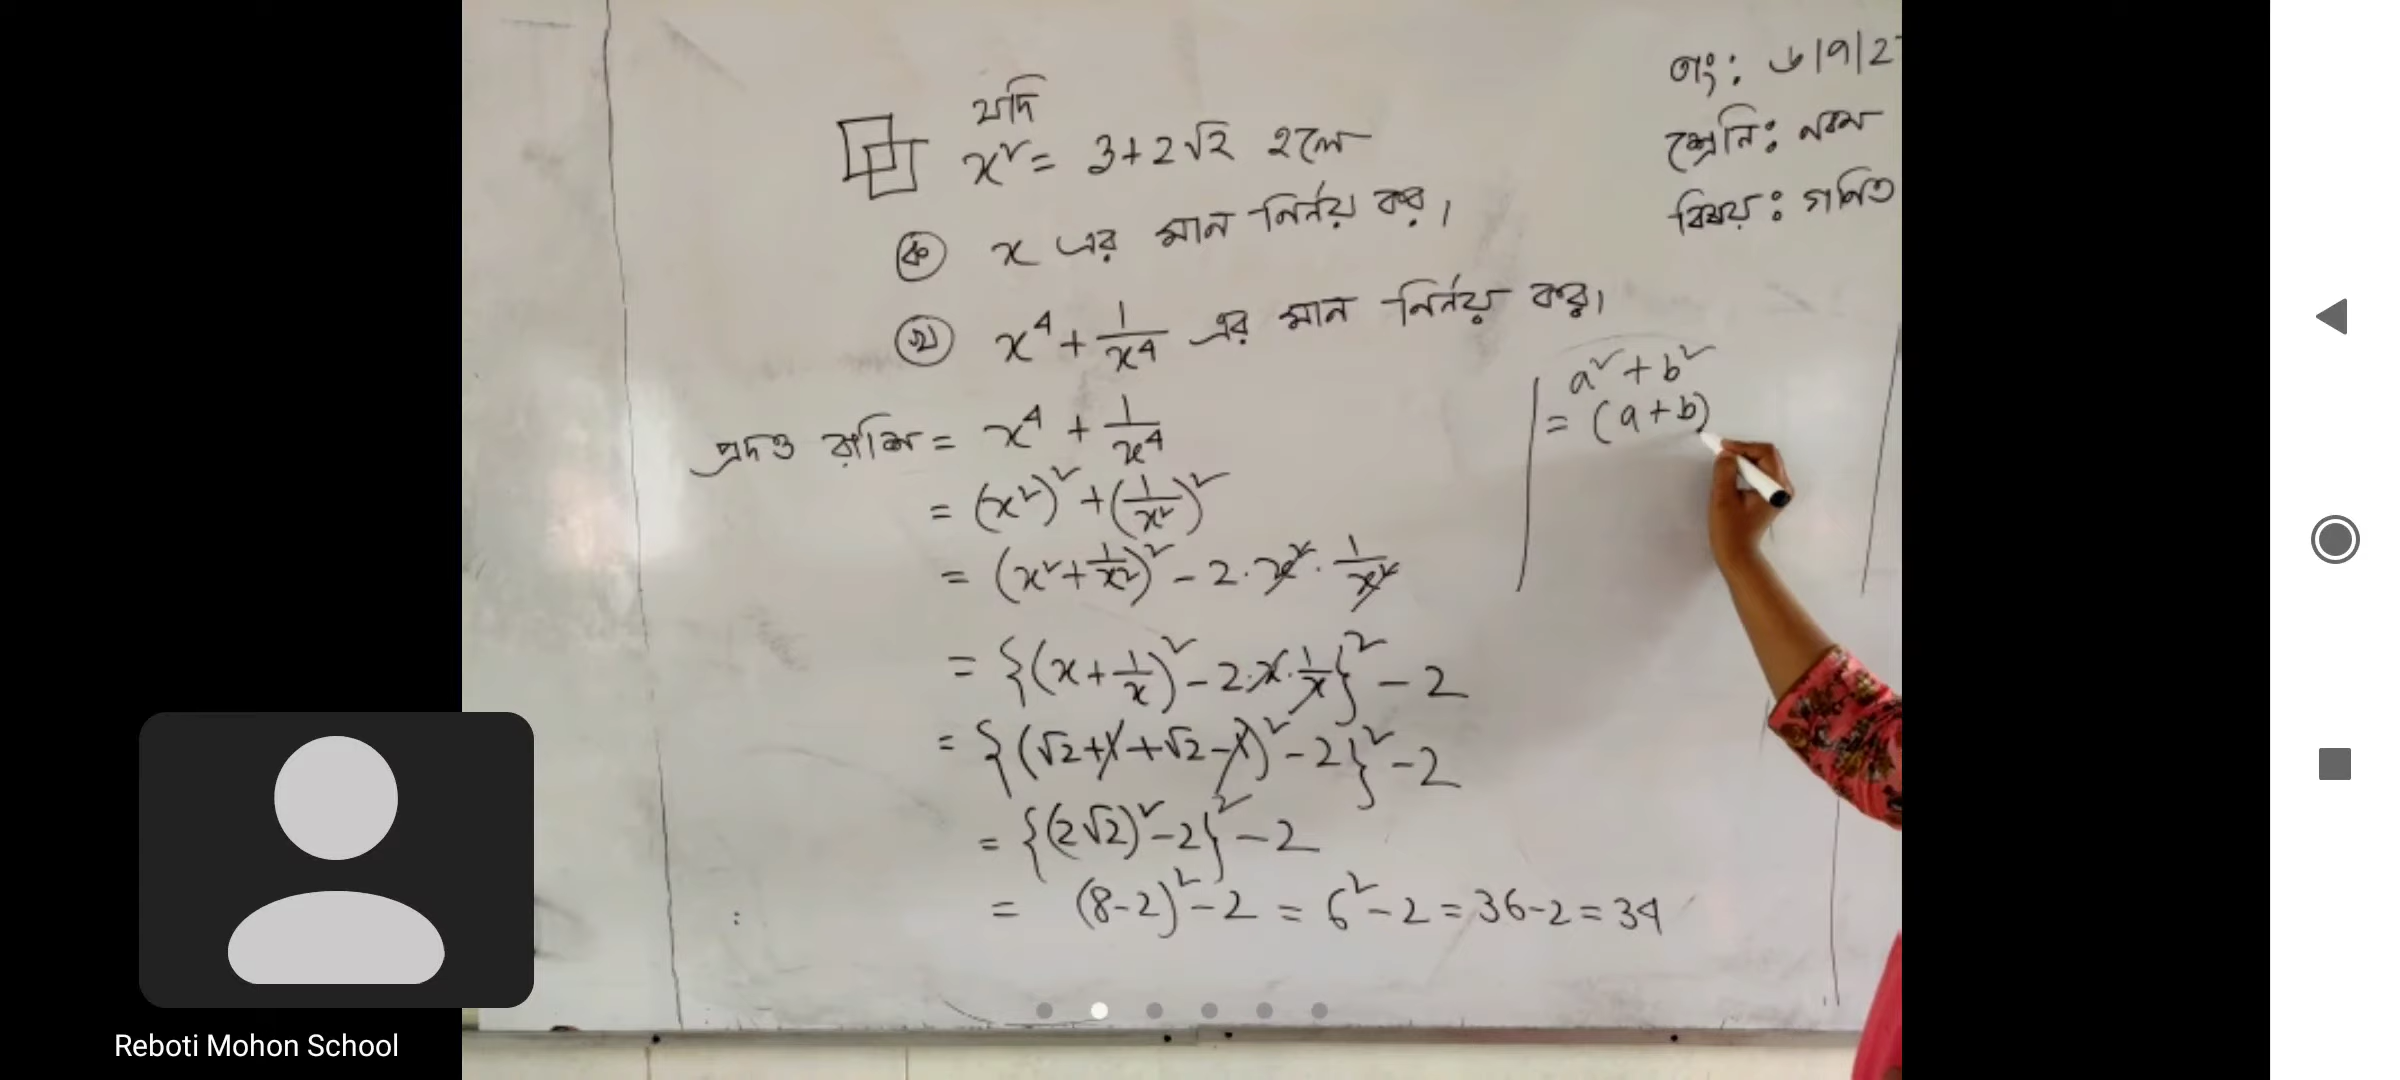 যদি
x² = 3+2√2 হলে
ক x এর মান নির্নয় কর।
খ x⁴ + 1/x⁴ এর মান নির্নয় কর।
তাং: ৬|৭|2
শ্রেনি: নবম
বিষয়: গনিত
প্রদত্ত রাশি = x⁴ + 1/x⁴
= (x²)² + (1/x²)²
= (x² + 1/x²)² - 2 . x² . 1/x²
= {(x + 1/x)² - 2 . x . 1/x}² - 2
= {(√2+1+√2-1)² - 2}² - 2
= {(2√2)² - 2}² - 2
= (8-2)² - 2 = 6² - 2 = 36-2 = 34
a² + b²
= (a+b)
Reboti Mohon School